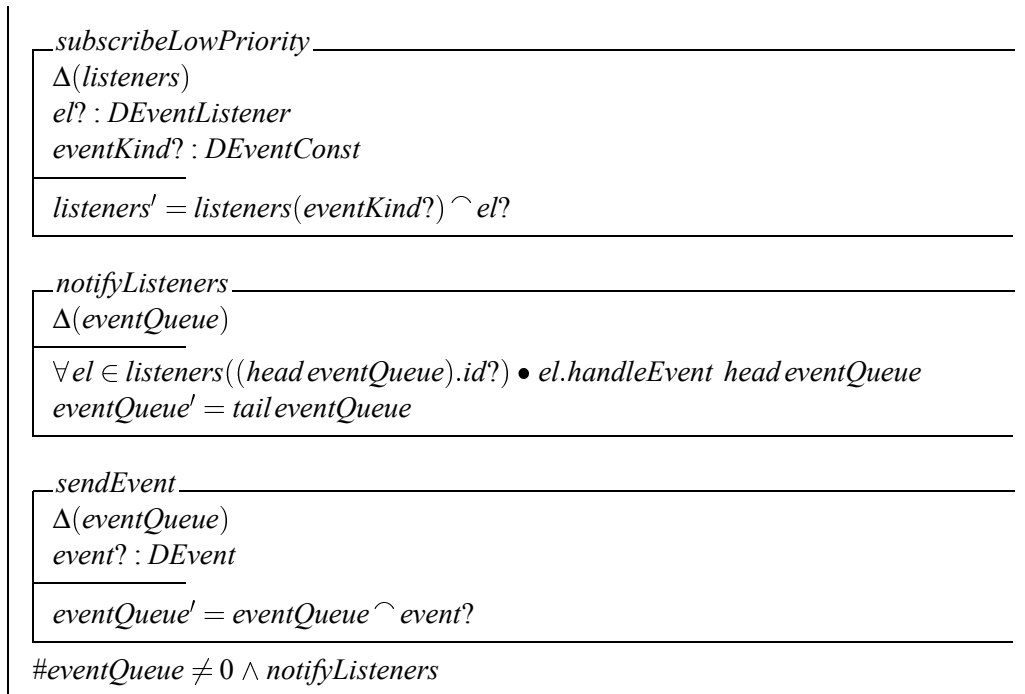 subscribeLowPriority
Δ(listeners)
el? : DEventListener
eventKind? : DEventConst
listeners′ = listeners(eventKind?) ⌢ el?
notifyListeners
Δ(eventQueue)
∀ el ∈ listeners((head eventQueue).id?) • el.handleEvent head eventQueue
eventQueue′ = tail eventQueue
sendEvent
Δ(eventQueue)
event? : DEvent
eventQueue′ = eventQueue ⌢ event?
#eventQueue ≠ 0 ∧ notifyListeners